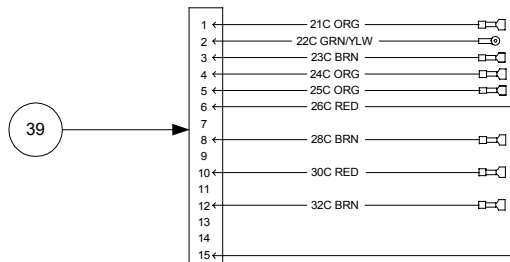 1 21C ORG
2 22C GRN/YLW
3 23C BRN
4 24C ORG
5 25C ORG
6 26C RED
7
39
8 28C BRN
9
10 30C RED
11
12 32C BRN
13
14
15